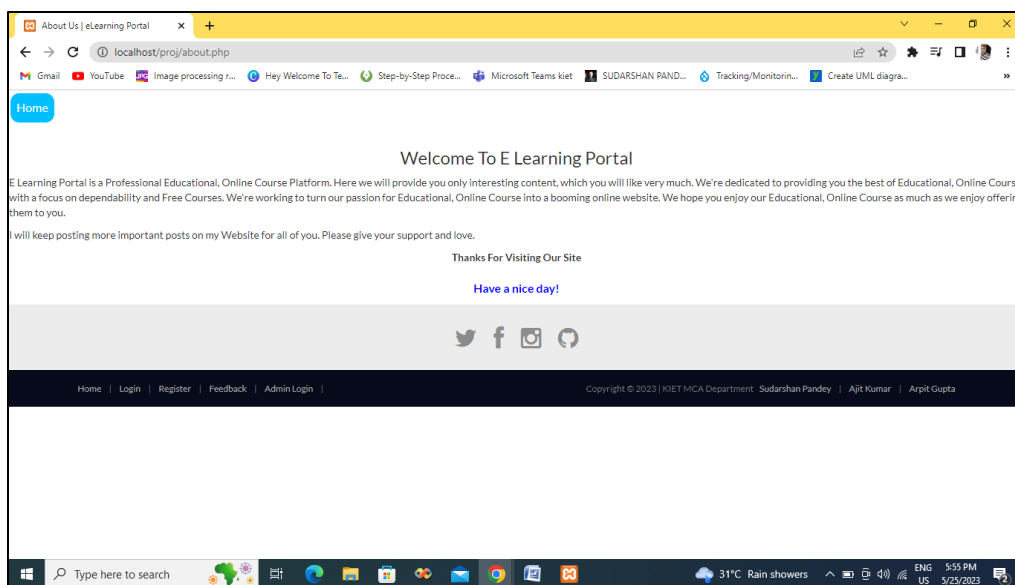 About Us | eLearning Portal
localhost/proj/about.php
Gmail YouTube Image processing r... Hey Welcome To Te... Step-by-Step Proce... Microsoft Teams kiet SUDARSHAN PAND... Tracking/Monitorin... Create UML diagra... »
Home
Welcome To E Learning Portal
E Learning Portal is a Professional Educational, Online Course Platform. Here we will provide you only interesting content, which you will like very much. We're dedicated to providing you the best of Educational, Online Cours
with a focus on dependability and Free Courses. We're working to turn our passion for Educational, Online Course into a booming online website. We hope you enjoy our Educational, Online Course as much as we enjoy offerin
them to you.
I will keep posting more important posts on my Website for all of you. Please give your support and love.
Thanks For Visiting Our Site
Have a nice day!
Home | Login | Register | Feedback | Admin Login | Copyright © 2023 | KIET MCA Department Sudarshan Pandey | Ajit Kumar | Arpit Gupta
Type here to search 31°C Rain showers ENG 5:55 PM
US 5/25/2023 2